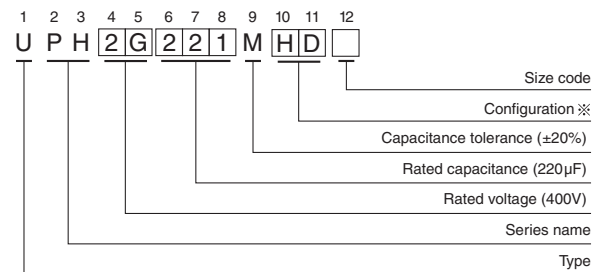 1 2 3 4 5 6 7 8 9 10 11 12
U P H 2 G 2 2 1 M H D
Size code
Configuration ※
Capacitance tolerance (±20%)
Rated capacitance (220µF)
Rated voltage (400V)
Series name
Type